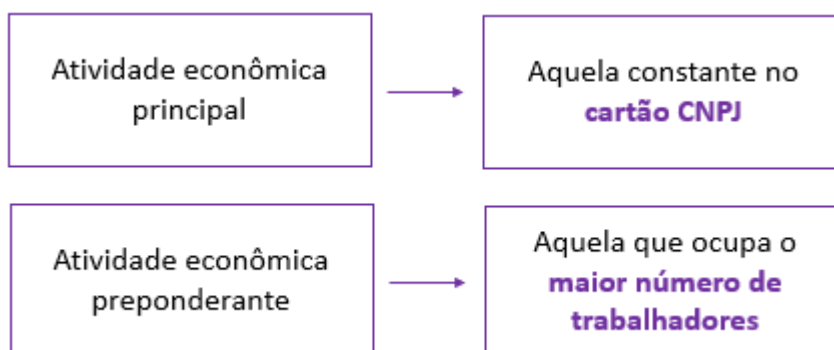 Atividade econômica
principal
Aquela constante no
cartão CNPJ
Atividade econômica
preponderante
Aquela que ocupa o
maior número de
trabalhadores